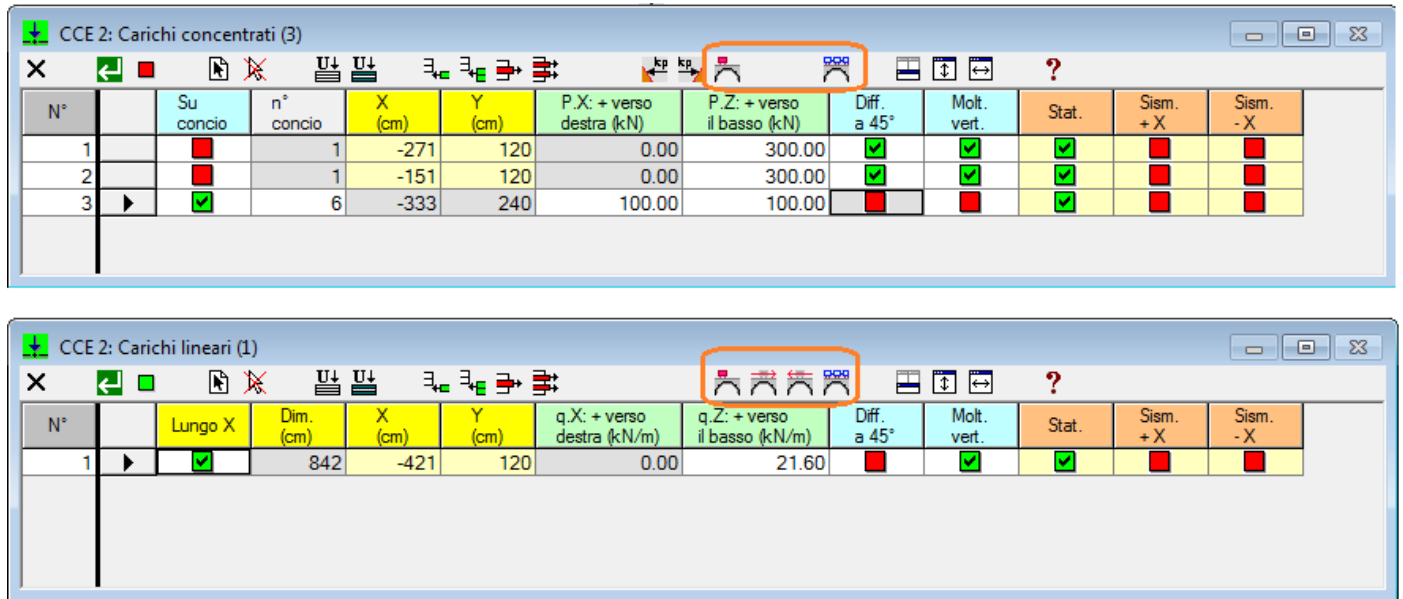 CCE 2: Carichi concentrati (3)
U U kp kp ?
N° Su concio n° concio X (cm) Y (cm) P.X: + verso destra (kN) P.Z: + verso il basso (kN) Diff. a 45° Molt. vert. Stat. Sism. + X Sism. - X
1 1 -271 120 0.00 300.00
2 1 -151 120 0.00 300.00
3 6 -333 240 100.00 100.00
CCE 2: Carichi lineari (1)
U U ?
N° Lungo X Dim. (cm) X (cm) Y (cm) q.X: + verso destra (kN/m) q.Z: + verso il basso (kN/m) Diff. a 45° Molt. vert. Stat. Sism. + X Sism. - X
1 842 -421 120 0.00 21.60